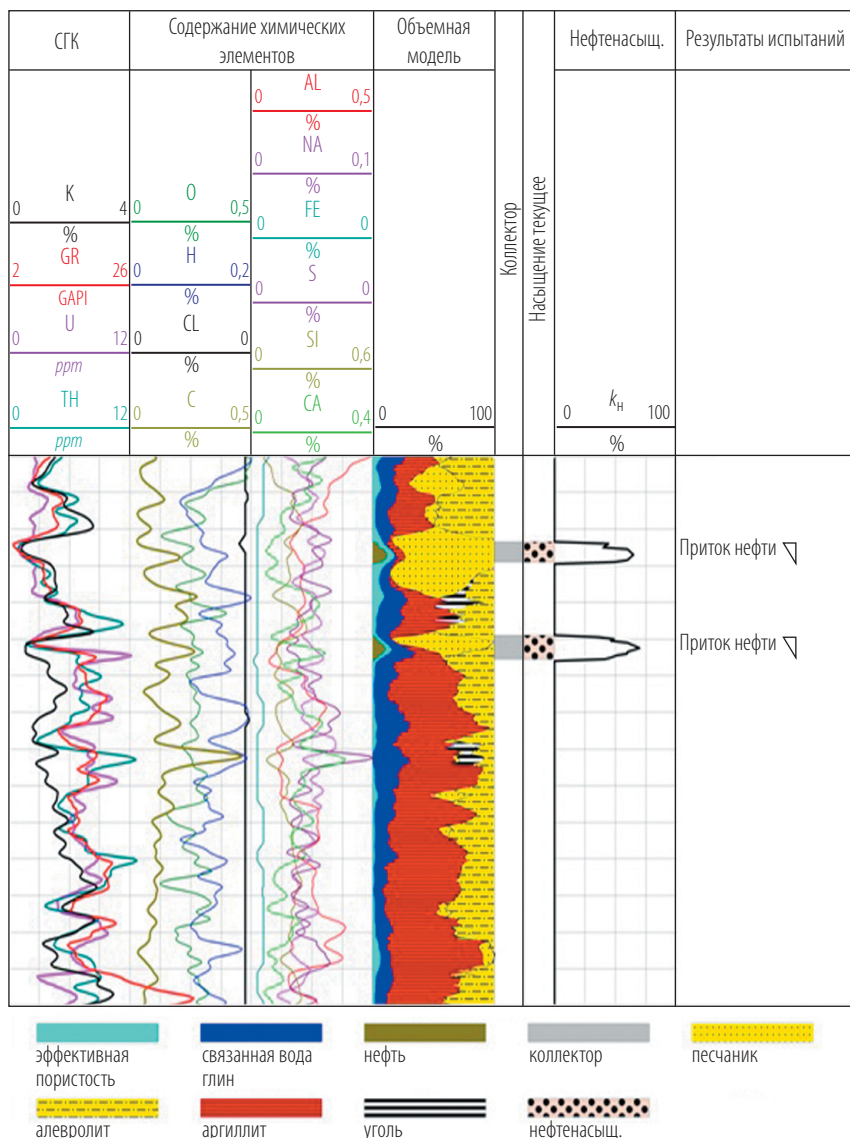 СГК
Содержание химических
элементов
Объемная
модель
Коллектор
Насыщение текущее
Нефтенасыщ.
Результаты испытаний
K
0 4
%
GR
2 26
GAPI
U
0 12
ppm
TH
0 12
ppm
O
0 0,5
%
H
0 0,2
%
CL
0 0
%
C
0 0,5
%
AL
0 0,5
%
NA
0 0,1
%
FE
0 0
%
S
0 0
%
SI
0 0,6
%
CA
0 0,4
%
0 100
%
kн
0 100
%
Приток нефти
Приток нефти
эффективная
пористость
связанная вода
глин
нефть
коллектор
песчаник
алевролит
аргиллит
уголь
нефтенасыщ.